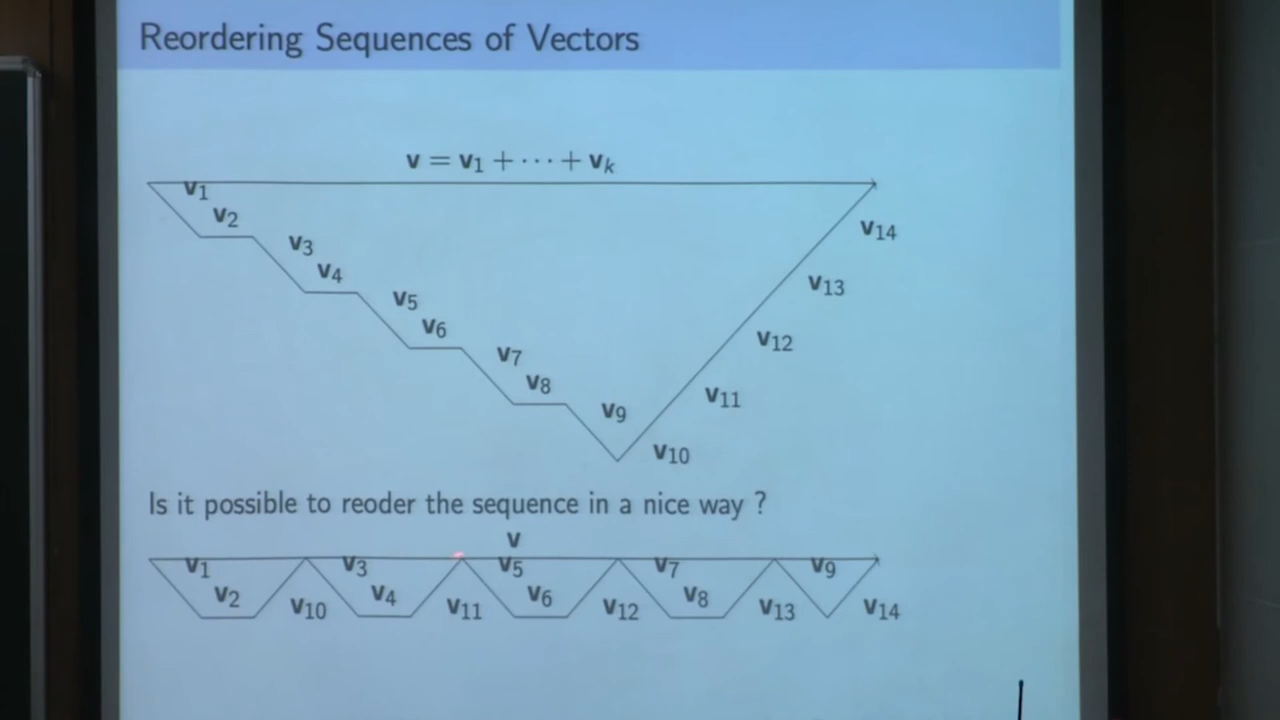 Reordering Sequences of Vectors
v = v₁ + ⋯ + vₖ
v₁
v₂
v₃
v₄
v₅
v₆
v₇
v₈
v₉
v₁₀
v₁₁
v₁₂
v₁₃
v₁₄
Is it possible to reoder the sequence in a nice way ?
v
v₁ v₃ v₅ v₇ v₉
v₂ v₁₀ v₄ v₁₁ v₆ v₁₂ v₈ v₁₃ v₁₄